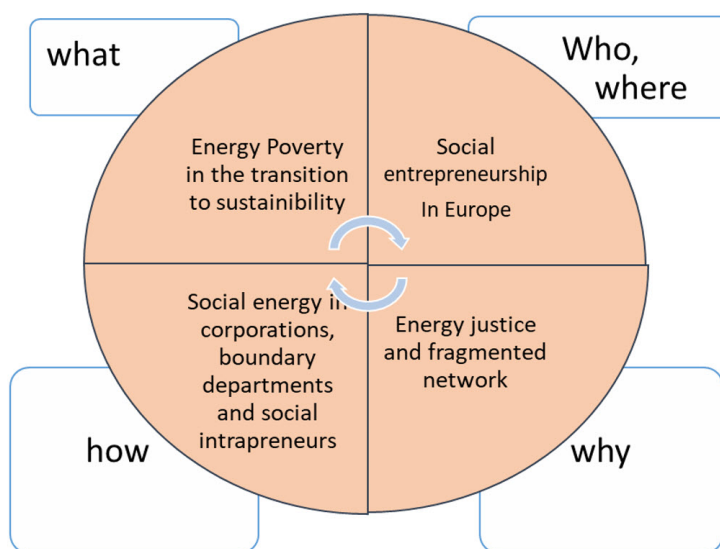 what
Who,
where
Energy Poverty
in the transition
to sustainibility
Social
entrepreneurship
In Europe
Social energy in
corporations,
boundary
departments
and social
intrapreneurs
Energy justice
and fragmented
network
how
why